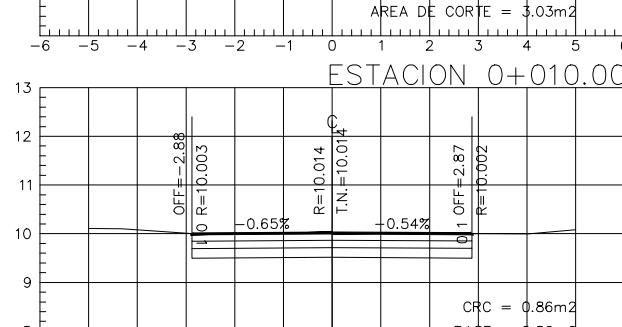 AREA DE CORTE = 3.03m2
-6 -5 -4 -3 -2 -1 0 1 2 3 4 5 6
ESTACION 0+010.00
13
12
11
10
9
C
OFF=-2.88
R=10.003
R=10.014
T.N.=10.014
OFF=2.87
R=10.002
-0.65%
-0.54%
CRC = 0.86m2